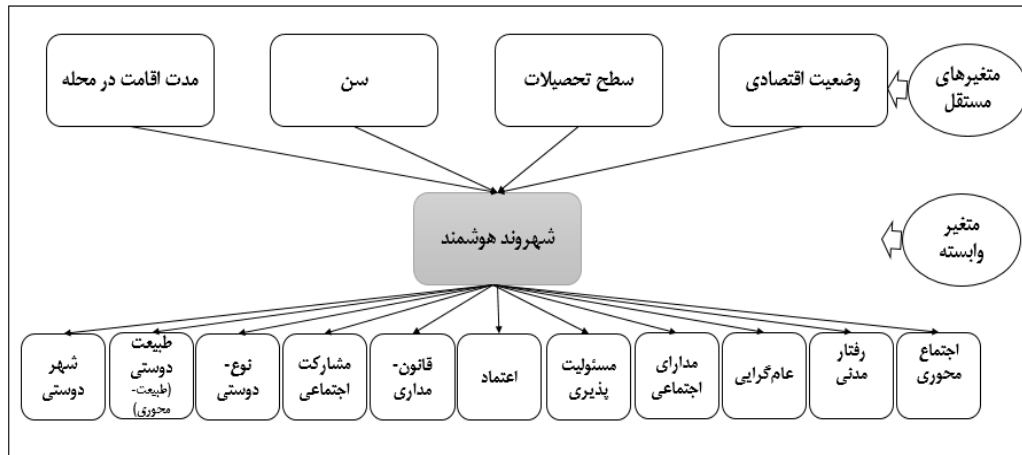 متغیرهای
مستقل
وضعیت اقتصادی
سطح تحصیلات
سن
مدت اقامت در محله
متغیر
وابسته
شهروند هوشمند
اجتماع
محوری
رفتار
مدنی
عام‌گرایی
مدارای
اجتماعی
مسئولیت
پذیری
اعتماد
قانون-
مداری
مشارکت
اجتماعی
نوع-
دوستی
طبیعت
دوستی
(طبیعت-
محوری)
شهر
دوستی